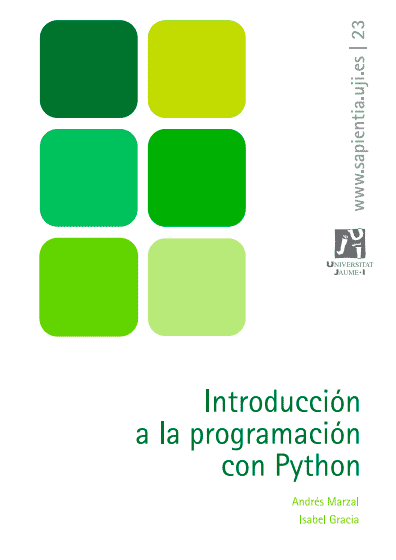 www.sapientia.uji.es | 23
UNIVERSITAT
JAUME·I
Introducción
a la programación
con Python
Andrés Marzal
Isabel Gracia